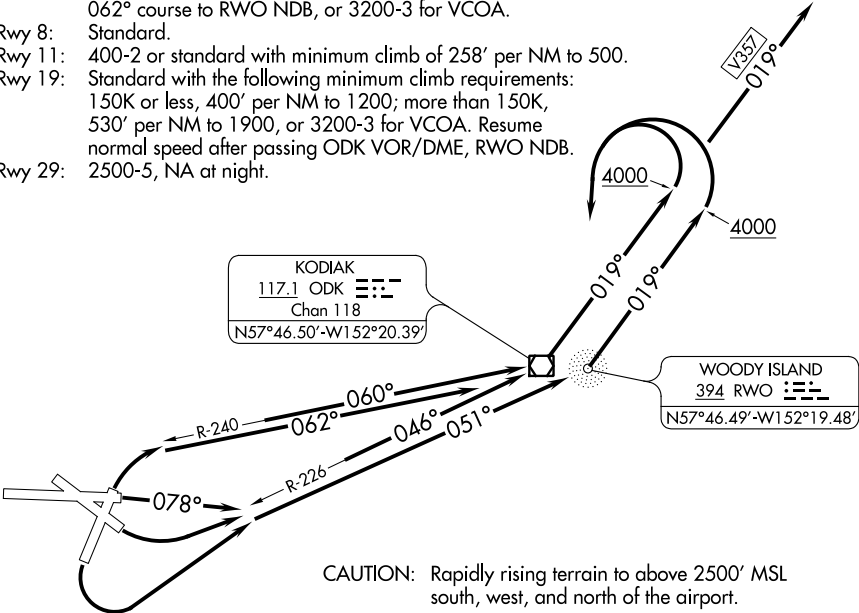 062° course to RWO NDB, or 3200-3 for VCOA.
Rwy 8: Standard.
Rwy 11: 400-2 or standard with minimum climb of 258' per NM to 500.
Rwy 19: Standard with the following minimum climb requirements:
150K or less, 400' per NM to 1200; more than 150K,
530' per NM to 1900, or 3200-3 for VCOA. Resume
normal speed after passing ODK VOR/DME, RWO NDB.
Rwy 29: 2500-5, NA at night.
V357
019°
4000
4000
019°
019°
KODIAK
117.1 ODK
Chan 118
N57°46.50'-W152°20.39'
WOODY ISLAND
394 RWO
N57°46.49'-W152°19.48'
060°
R-240
062°
046°
051°
R-226
078°
CAUTION: Rapidly rising terrain to above 2500' MSL
south, west, and north of the airport.